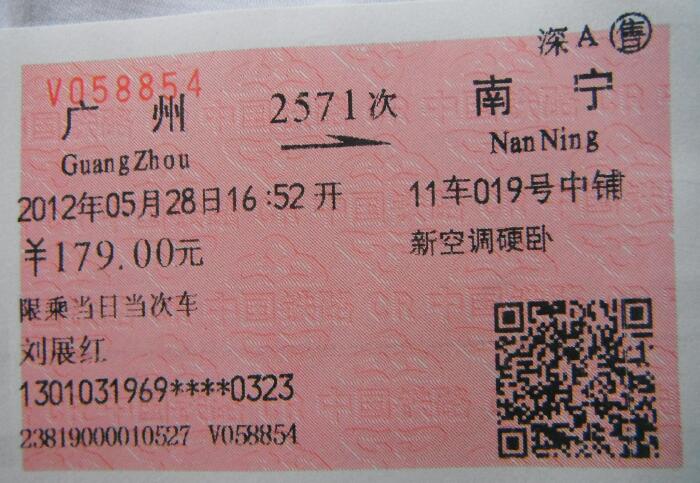 深A 售
V058854
广州 2571次 南宁
GuangZhou NanNing
2012年05月28日16:52开 11车019号中铺
￥179.00元 新空调硬卧
限乘当日当次车
刘展红
1301031969****0323
23819000010527 V058854